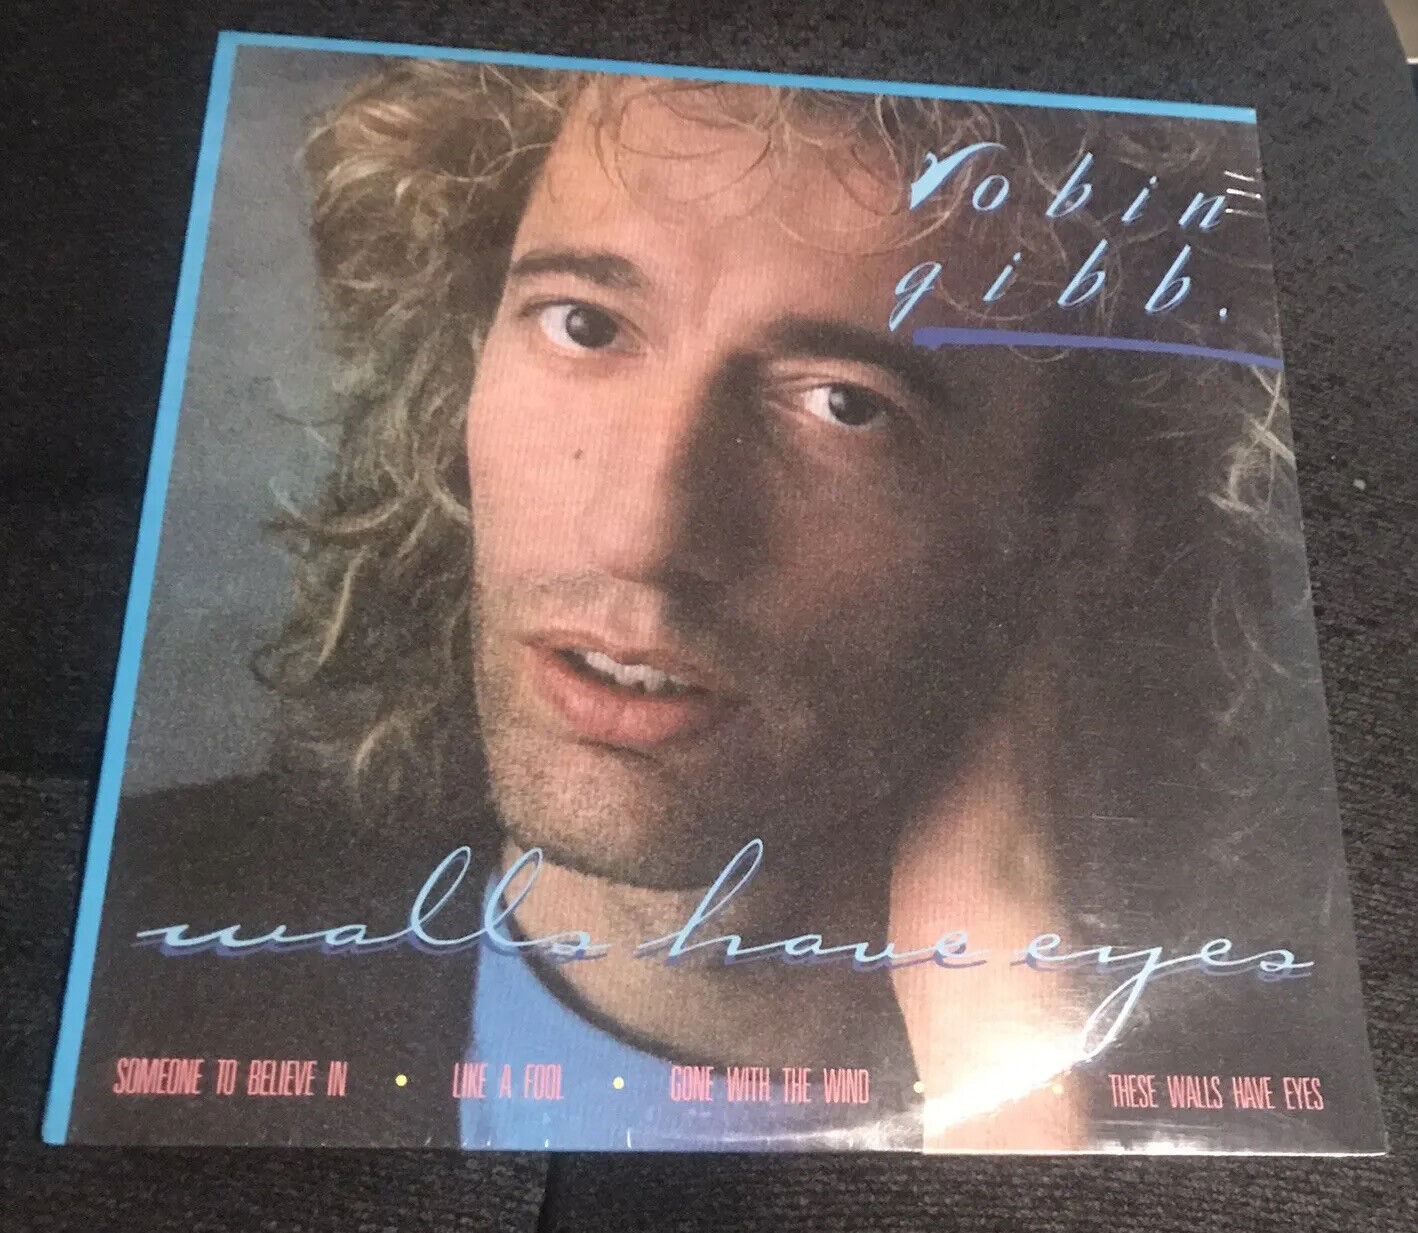 robin
gibb.
walls have eyes
SOMEONE TO BELIEVE IN • LIKE A FOOL • GONE WITH THE WIND • • THESE WALLS HAVE EYES